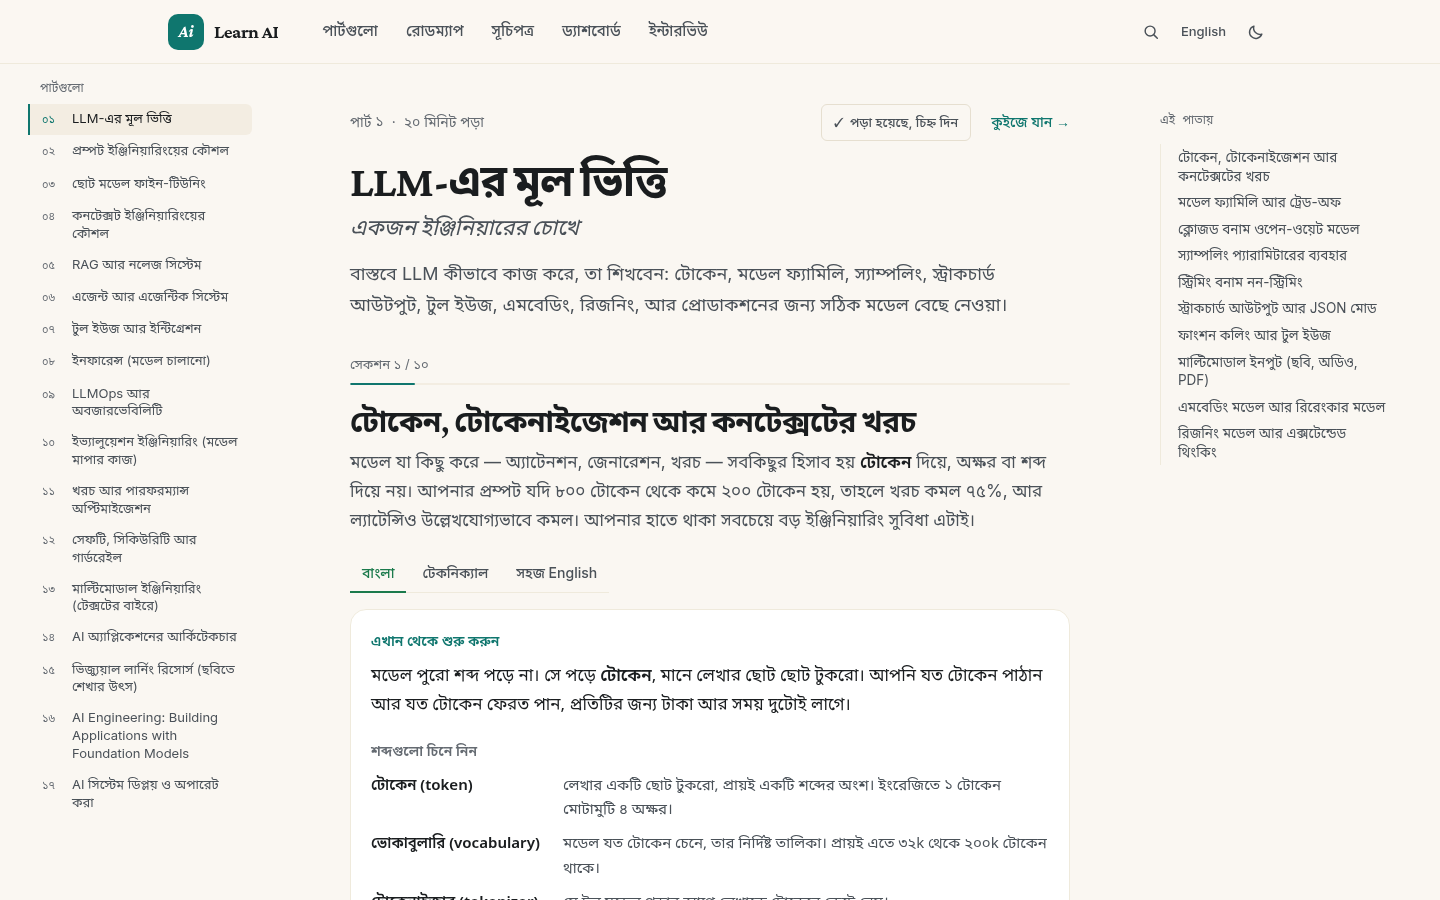 Ai Learn AI
পার্টগুলো
রোডম্যাপ
সূচিপত্র
ড্যাশবোর্ড
ইন্টারভিউ
English
পার্টগুলো
০১ LLM-এর মূল ভিত্তি
০২ প্রম্পট ইঞ্জিনিয়ারিংয়ের কৌশল
০৩ ছোট মডেল ফাইন-টিউনিং
০৪ কনটেক্সট ইঞ্জিনিয়ারিংয়ের
কৌশল
০৫ RAG আর নলেজ সিস্টেম
০৬ এজেন্ট আর এজেন্টিক সিস্টেম
০৭ টুল ইউজ আর ইন্টিগ্রেশন
০৮ ইনফারেন্স (মডেল চালানো)
০৯ LLMOps আর
অবজারভেবিলিটি
১০ ইভ্যালুয়েশন ইঞ্জিনিয়ারিং (মডেল
মাপার কাজ)
১১ খরচ আর পারফরম্যান্স
অপ্টিমাইজেশন
১২ সেফটি, সিকিউরিটি আর
গার্ডরেইল
১৩ মাল্টিমোডাল ইঞ্জিনিয়ারিং
(টেক্সটের বাইরে)
১৪ AI অ্যাপ্লিকেশনের আর্কিটেকচার
১৫ ভিজ্যুয়াল লার্নিং রিসোর্স (ছবিতে
শেখার উৎস)
১৬ AI Engineering: Building
Applications with
Foundation Models
১৭ AI সিস্টেম ডিপ্লয় ও অপারেট
করা
পার্ট ১ · ২০ মিনিট পড়া
✓ পড়া হয়েছে, চিহ্ন দিন
কুইজে যান →
LLM-এর মূল ভিত্তি
একজন ইঞ্জিনিয়ারের চোখে
বাস্তবে LLM কীভাবে কাজ করে, তা শিখবেন: টোকেন, মডেল ফ্যামিলি, স্যাম্পলিং, স্ট্রাকচার্ড
আউটপুট, টুল ইউজ, এমবেডিং, রিজনিং, আর প্রোডাকশনের জন্য সঠিক মডেল বেছে নেওয়া।
সেকশন ১ / ১০
টোকেন, টোকেনাইজেশন আর কনটেক্সটের খরচ
মডেল যা কিছু করে — অ্যাটেনশন, জেনারেশন, খরচ — সবকিছুর হিসাব হয় টোকেন দিয়ে, অক্ষর বা শব্দ
দিয়ে নয়। আপনার প্রম্পট যদি ৮০০ টোকেন থেকে কমে ২০০ টোকেন হয়, তাহলে খরচ কমল ৭৫%, আর
ল্যাটেন্সিও উল্লেখযোগ্যভাবে কমল। আপনার হাতে থাকা সবচেয়ে বড় ইঞ্জিনিয়ারিং সুবিধা এটাই।
বাংলা
টেকনিক্যাল
সহজ English
এখান থেকে শুরু করুন
মডেল পুরো শব্দ পড়ে না। সে পড়ে টোকেন, মানে লেখার ছোট ছোট টুকরো। আপনি যত টোকেন পাঠান
আর যত টোকেন ফেরত পান, প্রতিটির জন্য টাকা আর সময় দুটোই লাগে।
শব্দগুলো চিনে নিন
টোকেন (token) লেখার একটি ছোট টুকরো, প্রায়ই একটি শব্দের অংশ। ইংরেজিতে ১ টোকেন
মোটামুটি ৪ অক্ষর।
ভোকাবুলারি (vocabulary) মডেল যত টোকেন চেনে, তার নির্দিষ্ট তালিকা। প্রায়ই এতে ৩২k থেকে ২০০k টোকেন
থাকে।
এই পাতায়
টোকেন, টোকেনাইজেশন আর
কনটেক্সটের খরচ
মডেল ফ্যামিলি আর ট্রেড-অফ
ক্লোজড বনাম ওপেন-ওয়েট মডেল
স্যাম্পলিং প্যারামিটারের ব্যবহার
স্ট্রিমিং বনাম নন-স্ট্রিমিং
স্ট্রাকচার্ড আউটপুট আর JSON মোড
ফাংশন কলিং আর টুল ইউজ
মাল্টিমোডাল ইনপুট (ছবি, অডিও,
PDF)
এমবেডিং মডেল আর রিরেংকার মডেল
রিজনিং মডেল আর এক্সটেন্ডেড
থিংকিং